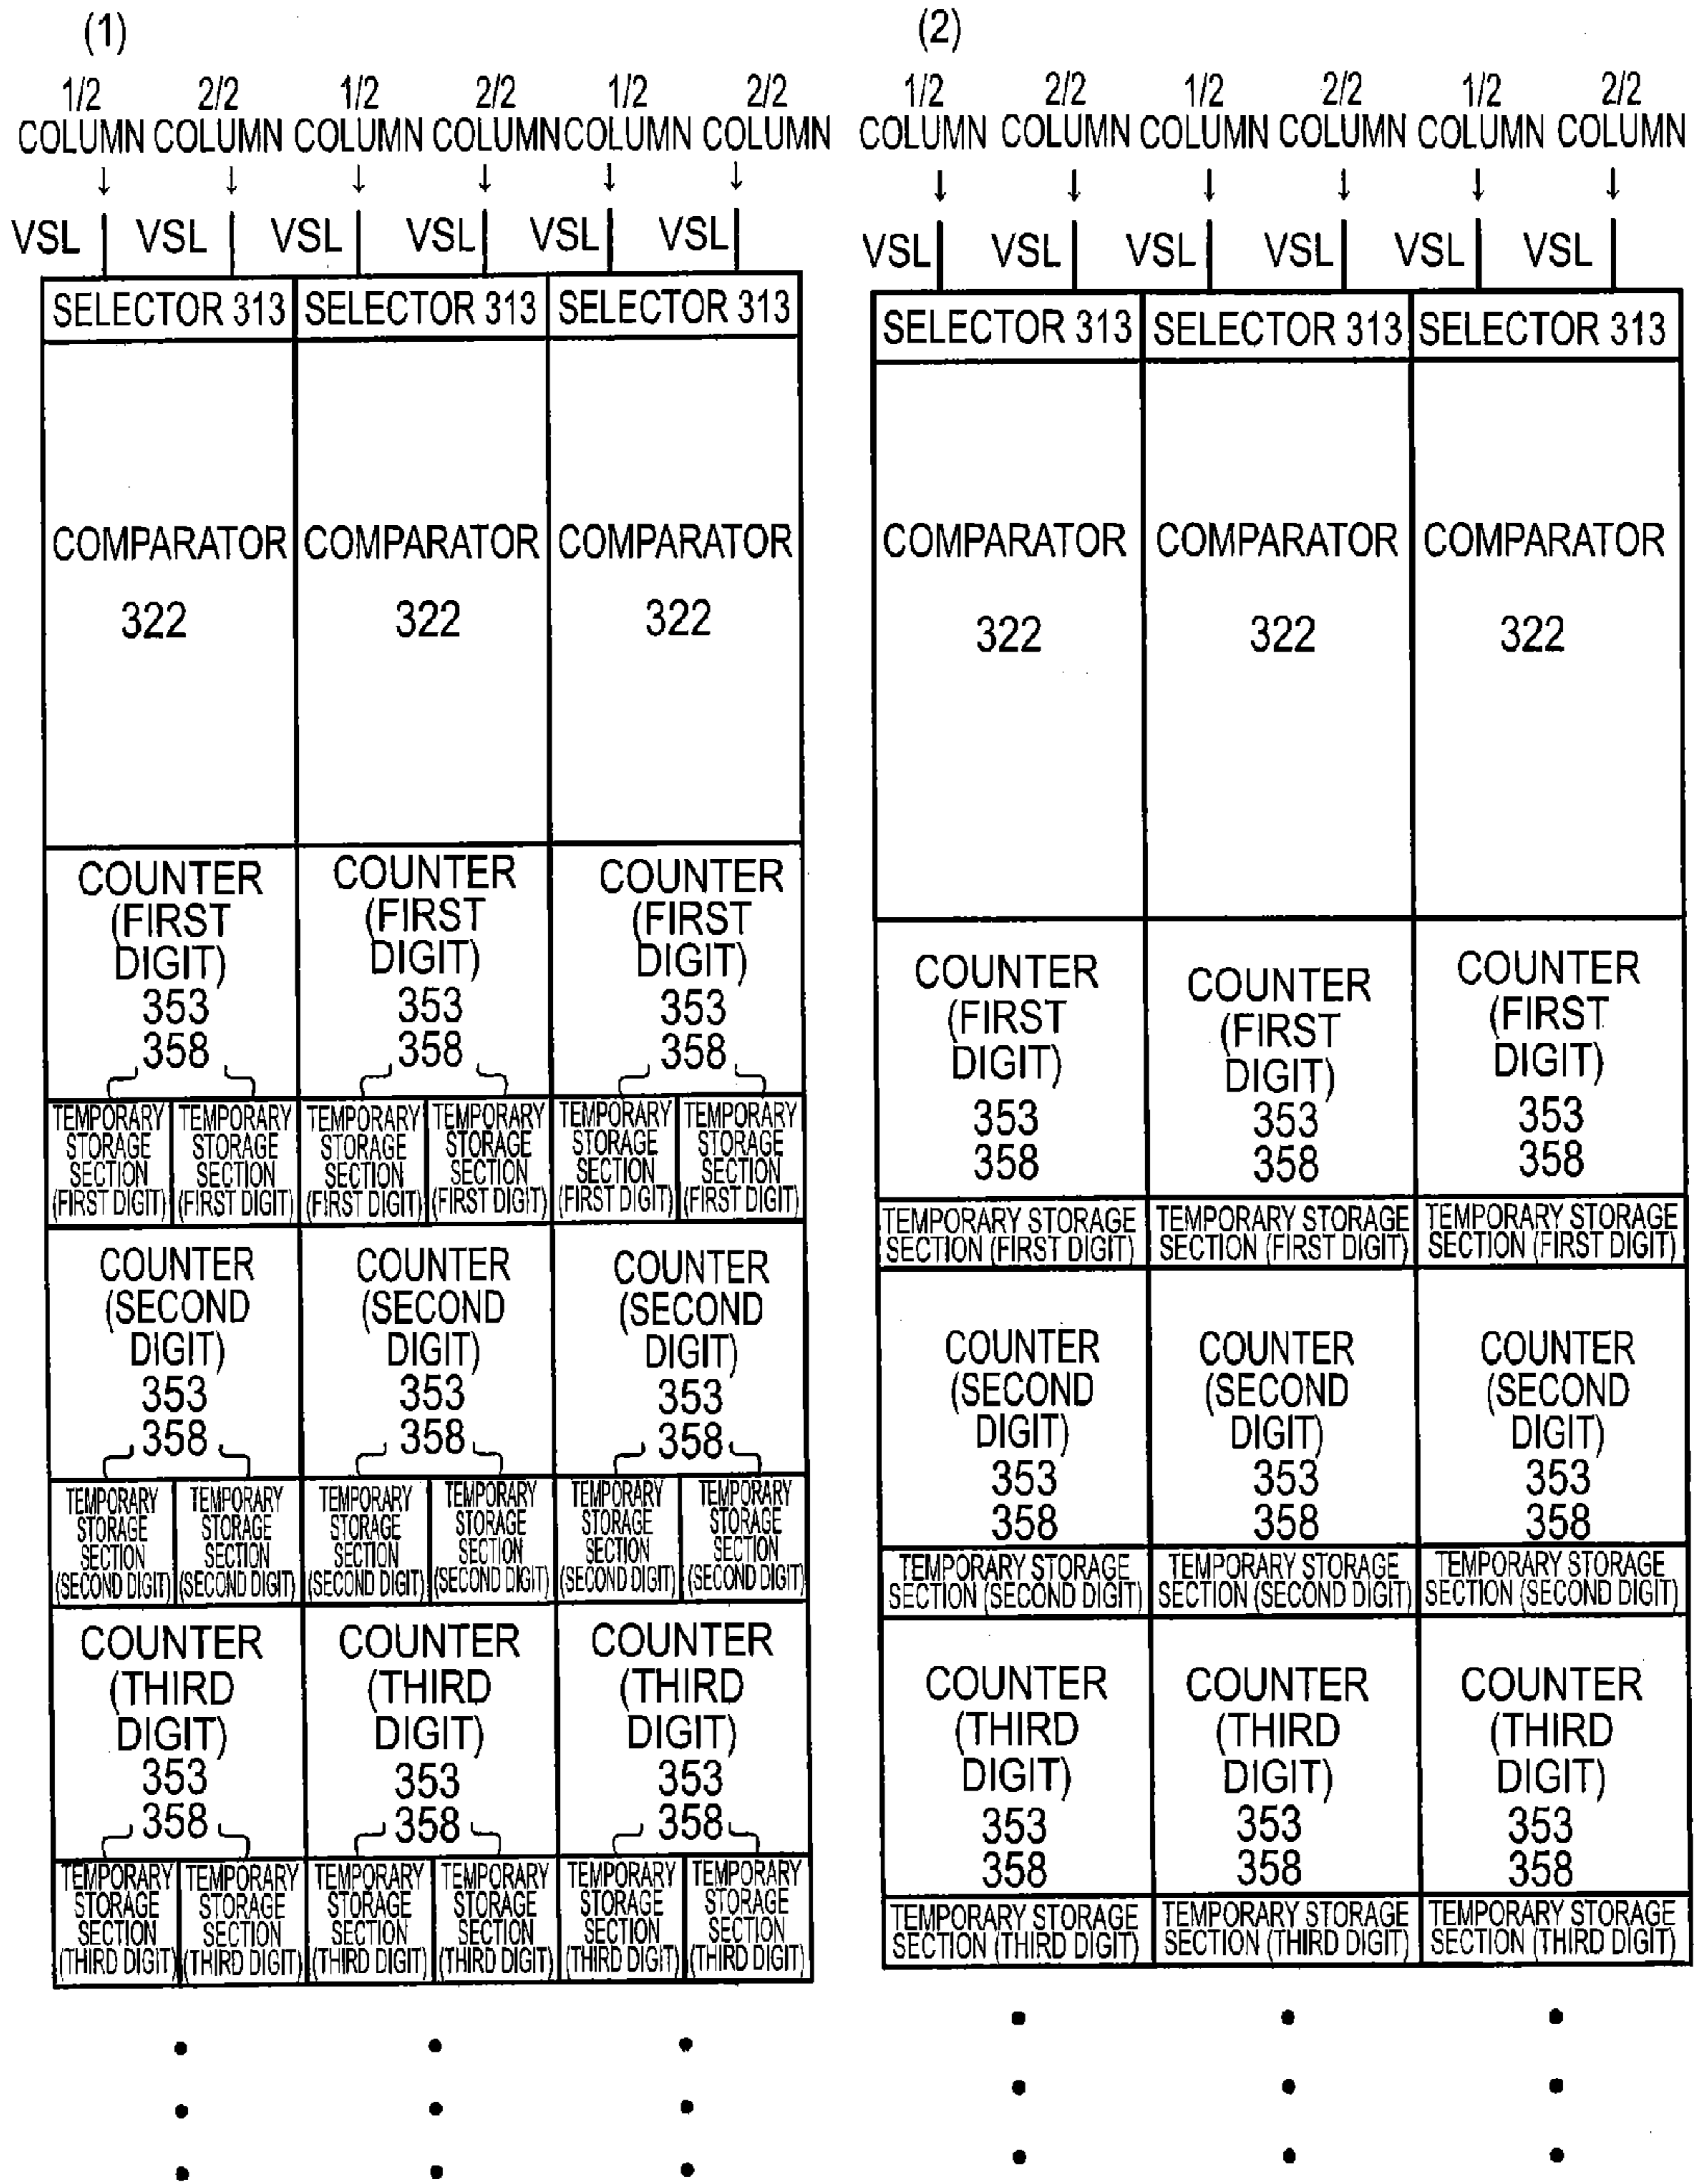 (1)
1/2 2/2 1/2 2/2 1/2 2/2
COLUMN COLUMN COLUMN COLUMN COLUMN COLUMN
VSL VSL VSL VSL VSL VSL
SELECTOR 313 SELECTOR 313 SELECTOR 313
COMPARATOR COMPARATOR COMPARATOR
322 322 322
COUNTER COUNTER COUNTER
(FIRST (FIRST (FIRST
DIGIT) DIGIT) DIGIT)
353 353 353
358 358 358
TEMPORARY TEMPORARY TEMPORARY TEMPORARY TEMPORARY TEMPORARY
STORAGE STORAGE STORAGE STORAGE STORAGE STORAGE
SECTION SECTION SECTION SECTION SECTION SECTION
(FIRST DIGIT) (FIRST DIGIT) (FIRST DIGIT) (FIRST DIGIT) (FIRST DIGIT) (FIRST DIGIT)
COUNTER COUNTER COUNTER
(SECOND (SECOND (SECOND
DIGIT) DIGIT) DIGIT)
353 353 353
358 358 358
TEMPORARY TEMPORARY TEMPORARY TEMPORARY TEMPORARY TEMPORARY
STORAGE STORAGE STORAGE STORAGE STORAGE STORAGE
SECTION SECTION SECTION SECTION SECTION SECTION
(SECOND DIGIT) (SECOND DIGIT) (SECOND DIGIT) (SECOND DIGIT) (SECOND DIGIT) (SECOND DIGIT)
COUNTER COUNTER COUNTER
(THIRD (THIRD (THIRD
DIGIT) DIGIT) DIGIT)
353 353 353
358 358 358
TEMPORARY TEMPORARY TEMPORARY TEMPORARY TEMPORARY TEMPORARY
STORAGE STORAGE STORAGE STORAGE STORAGE STORAGE
SECTION SECTION SECTION SECTION SECTION SECTION
(THIRD DIGIT) (THIRD DIGIT) (THIRD DIGIT) (THIRD DIGIT) (THIRD DIGIT) (THIRD DIGIT)
(2)
1/2 2/2 1/2 2/2 1/2 2/2
COLUMN COLUMN COLUMN COLUMN COLUMN COLUMN
VSL VSL VSL VSL VSL VSL
SELECTOR 313 SELECTOR 313 SELECTOR 313
COMPARATOR COMPARATOR COMPARATOR
322 322 322
COUNTER COUNTER COUNTER
(FIRST (FIRST (FIRST
DIGIT) DIGIT) DIGIT)
353 353 353
358 358 358
TEMPORARY STORAGE TEMPORARY STORAGE TEMPORARY STORAGE
SECTION (FIRST DIGIT) SECTION (FIRST DIGIT) SECTION (FIRST DIGIT)
COUNTER COUNTER COUNTER
(SECOND (SECOND (SECOND
DIGIT) DIGIT) DIGIT)
353 353 353
358 358 358
TEMPORARY STORAGE TEMPORARY STORAGE TEMPORARY STORAGE
SECTION (SECOND DIGIT) SECTION (SECOND DIGIT) SECTION (SECOND DIGIT)
COUNTER COUNTER COUNTER
(THIRD (THIRD (THIRD
DIGIT) DIGIT) DIGIT)
353 353 353
358 358 358
TEMPORARY STORAGE TEMPORARY STORAGE TEMPORARY STORAGE
SECTION (THIRD DIGIT) SECTION (THIRD DIGIT) SECTION (THIRD DIGIT)